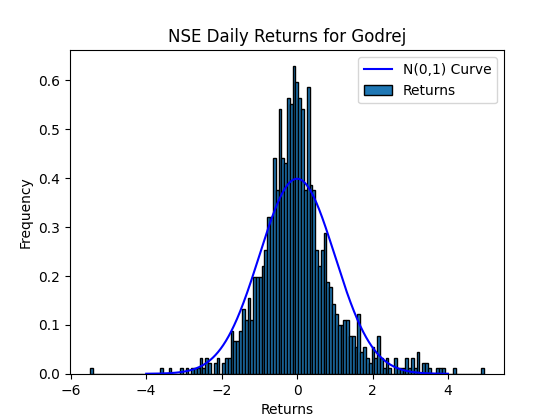 NSE Daily Returns for Godrej
N(0,1) Curve
Returns
Frequency
0.6
0.5
0.4
0.3
0.2
0.1
0.0
−6 −4 −2 0 2 4
Returns